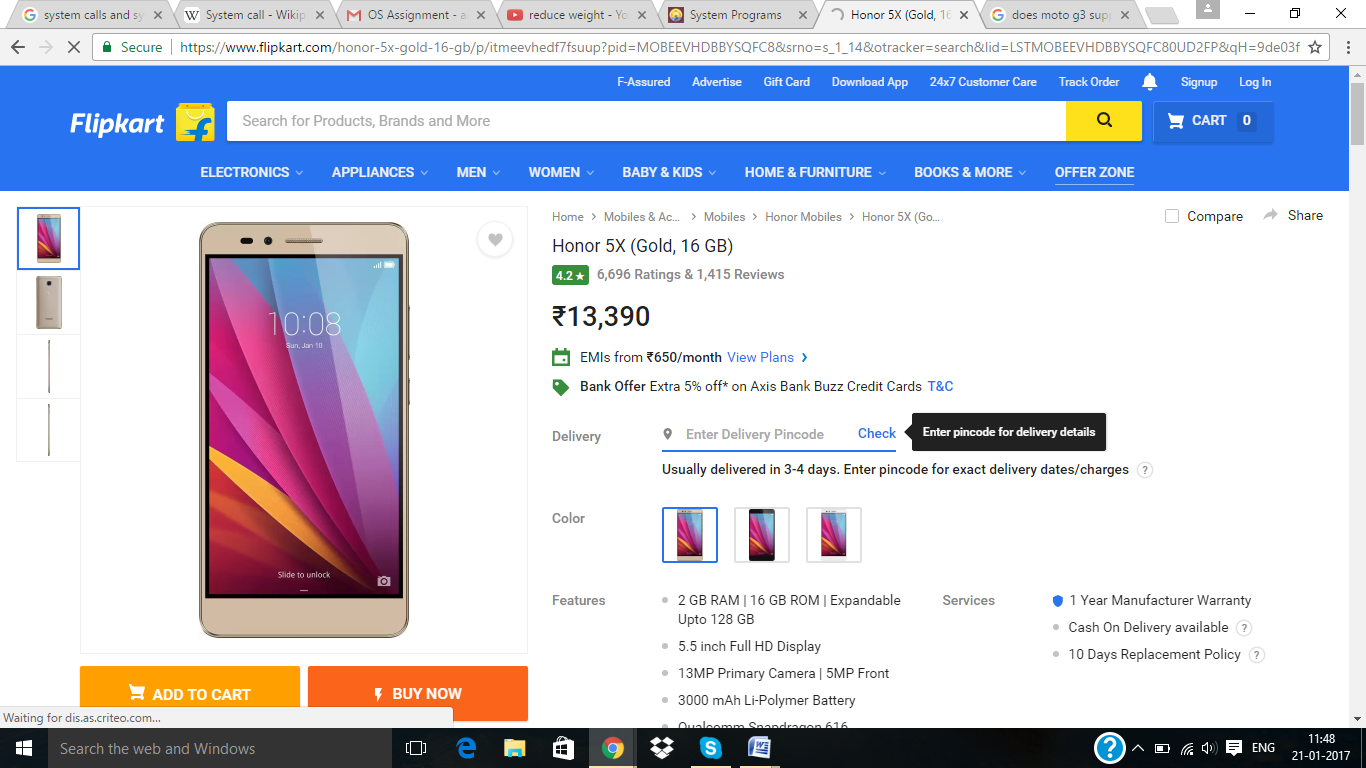 system calls and sy
System call - Wikip
OS Assignment - a
reduce weight - Yo
System Programs
Honor 5X (Gold, 16
does moto g3 supp
Secure
https://www.flipkart.com/honor-5x-gold-16-gb/p/itmeevhedf7fsuup?pid=MOBEEVHDBBYSQFC8&srno=s_1_14&otracker=search&lid=LSTMOBEEVHDBBYSQFC80UD2FP&qH=9de03f
F-Assured Advertise Gift Card Download App 24x7 Customer Care Track Order Signup Log In
Flipkart
Search for Products, Brands and More
CART 0
ELECTRONICS APPLIANCES MEN WOMEN BABY & KIDS HOME & FURNITURE BOOKS & MORE OFFER ZONE
Home > Mobiles & Ac... > Mobiles > Honor Mobiles > Honor 5X (Go...
Compare Share
Honor 5X (Gold, 16 GB)
4.2 ★ 6,696 Ratings & 1,415 Reviews
₹13,390
EMIs from ₹650/month View Plans >
Bank Offer Extra 5% off* on Axis Bank Buzz Credit Cards T&C
Delivery Enter Delivery Pincode Check Enter pincode for delivery details
Usually delivered in 3-4 days. Enter pincode for exact delivery dates/charges ?
Color
Features
2 GB RAM | 16 GB ROM | Expandable
Upto 128 GB
5.5 inch Full HD Display
13MP Primary Camera | 5MP Front
3000 mAh Li-Polymer Battery
Qualcomm Snapdragon 616
Services
1 Year Manufacturer Warranty
Cash On Delivery available ?
10 Days Replacement Policy ?
10:08
Sun, Jan 10
Slide to unlock
ADD TO CART
BUY NOW
Waiting for dis.as.criteo.com...
Search the web and Windows
ENG
11:48
21-01-2017